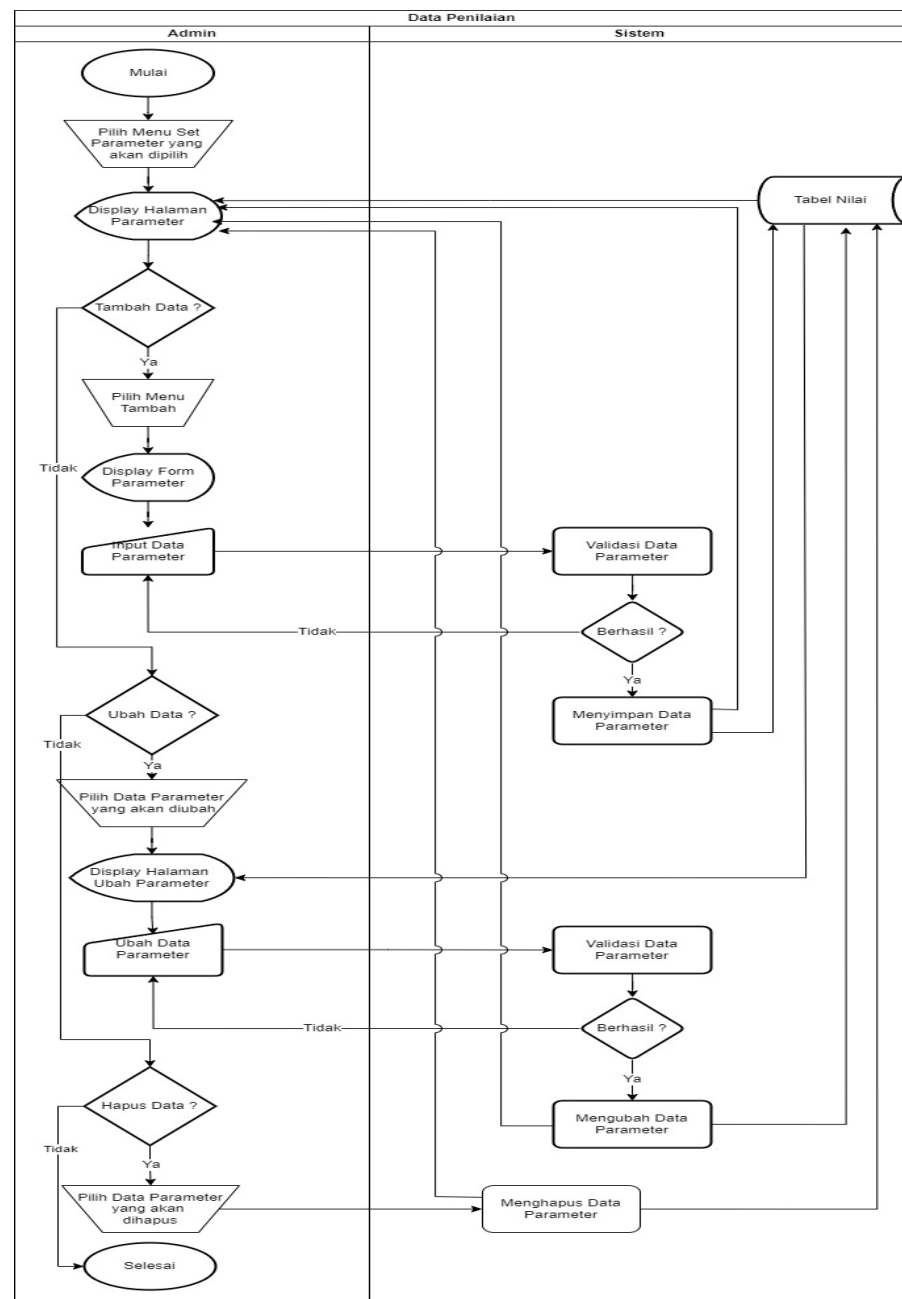 Data Penilaian
Admin
Sistem
Mulai
Pilih Menu Set
Parameter yang
akan dipilih
Display Halaman
Parameter
Tabel Nilai
Tambah Data ?
Ya
Pilih Menu
Tambah
Tidak
Display Form
Parameter
Input Data
Parameter
Validasi Data
Parameter
Tidak
Berhasil ?
Ya
Menyimpan Data
Parameter
Ubah Data ?
Tidak
Ya
Pilih Data Parameter
yang akan diubah
Display Halaman
Ubah Parameter
Ubah Data
Parameter
Validasi Data
Parameter
Tidak
Berhasil ?
Ya
Mengubah Data
Parameter
Hapus Data ?
Tidak
Ya
Pilih Data Parameter
yang akan
dihapus
Menghapus Data
Parameter
Selesai